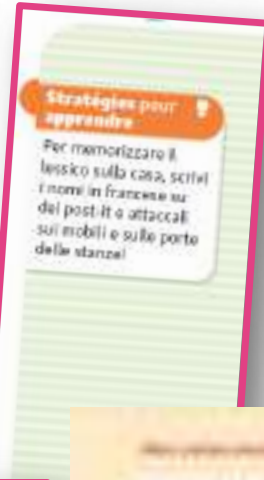 Stratégies pour
apprendre
Per memorizzare il
lessico sulla casa, scrivi
i nomi in francese su
dei post-it e attaccali
sui mobili e sulle porte
delle stanze!